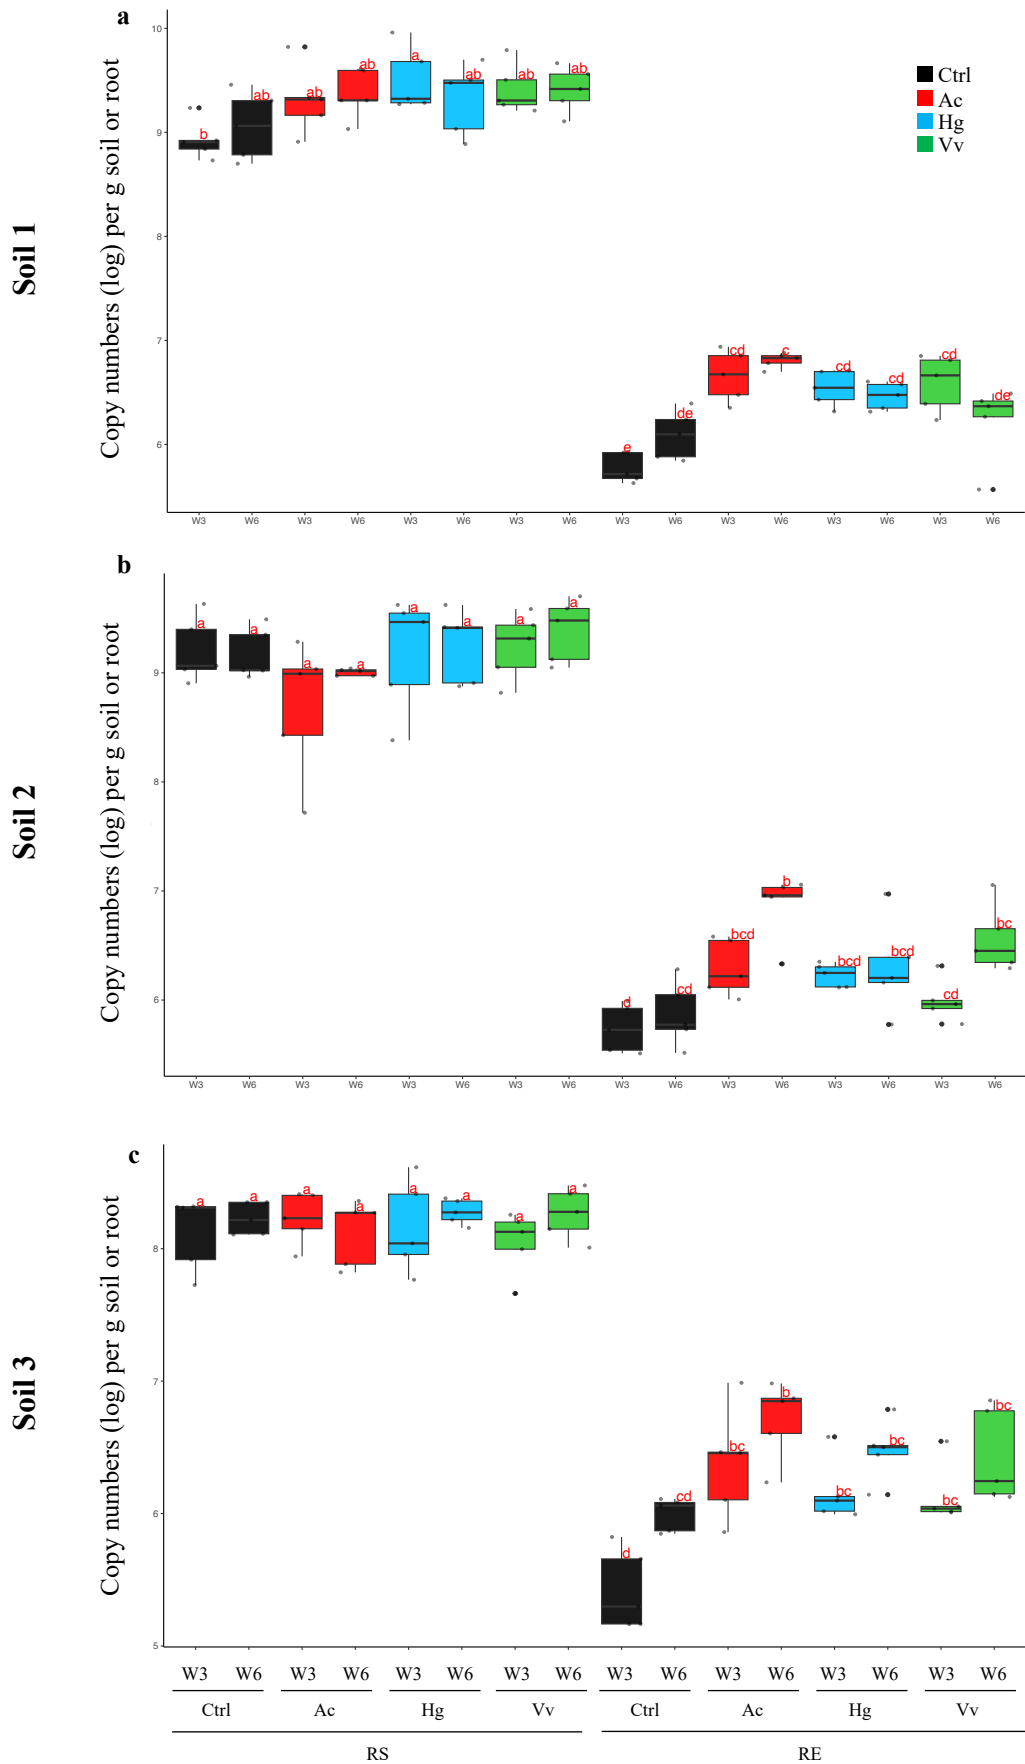 a
Soil 1
Copy numbers (log) per g soil or root
10
9
8
7
6
Ctrl
Ac
Hg
Vv
b ab ab ab a ab ab ab e de cd c cd cd cd de
W3 W6 W3 W6 W3 W6 W3 W6 W3 W6 W3 W6 W3 W6 W3 W6
b
Soil 2
Copy numbers (log) per g soil or root
9
8
7
6
a a a a a a a a d cd bcd b bcd bcd cd bc
W3 W6 W3 W6 W3 W6 W3 W6 W3 W6 W3 W6 W3 W6 W3 W6
c
Soil 3
Copy numbers (log) per g soil or root
8
7
6
5
a a a a a a a a d cd bc b bc bc bc bc
W3 W6 W3 W6 W3 W6 W3 W6 W3 W6 W3 W6 W3 W6 W3 W6
Ctrl Ac Hg Vv Ctrl Ac Hg Vv
RS RE